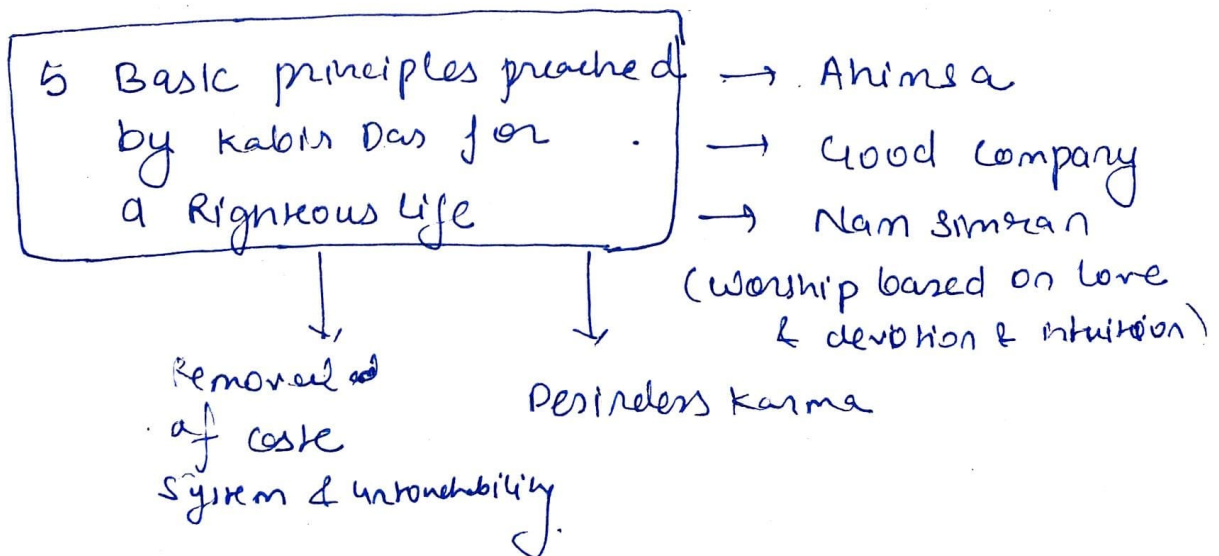 5 Basic principles preached
by Kabir Das for
a Righteous Life
→ Ahimsa
→ Good company
→ Nam simran
(worship based on love
& devotion & intuition)
Removal
of caste
system & untouchability.
Desireless Karma